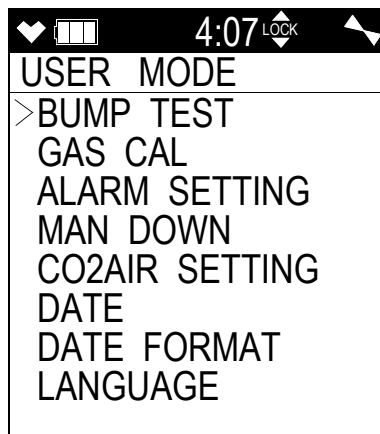 4:07 LOCK
USER MODE
>BUMP TEST
GAS CAL
ALARM SETTING
MAN DOWN
CO2AIR SETTING
DATE
DATE FORMAT
LANGUAGE